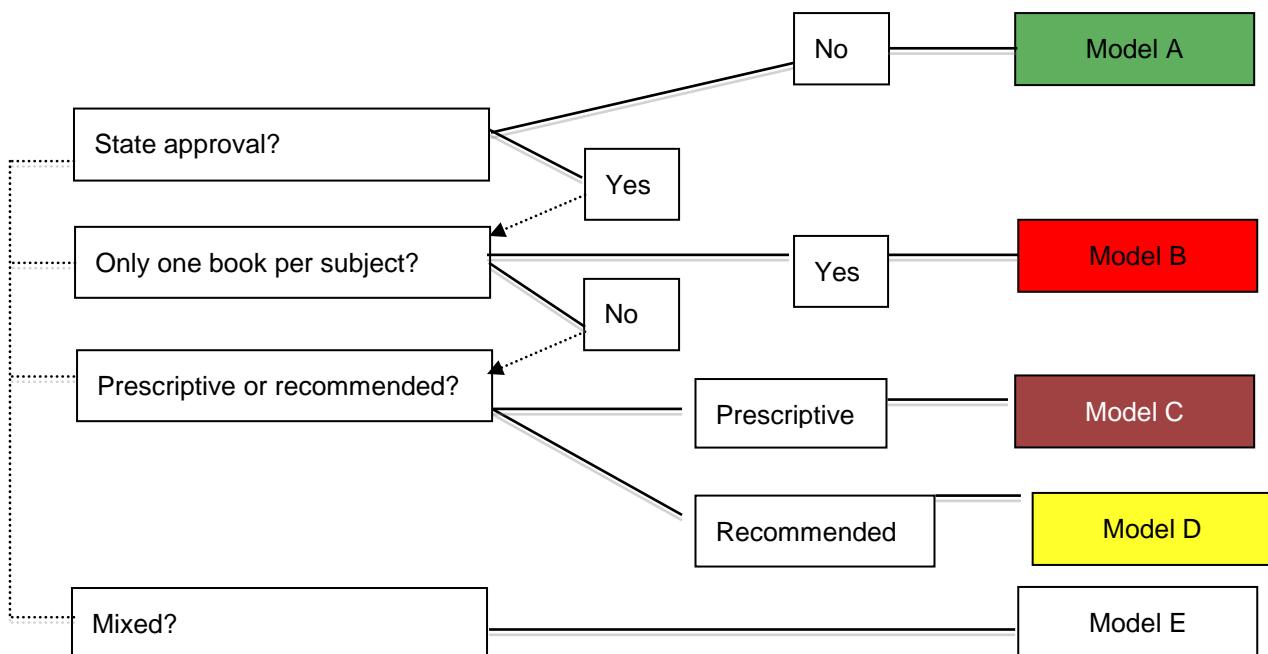 No
Model A
State approval?
Yes
Only one book per subject?
Yes
Model B
No
Prescriptive or recommended?
Prescriptive
Model C
Recommended
Model D
Mixed?
Model E